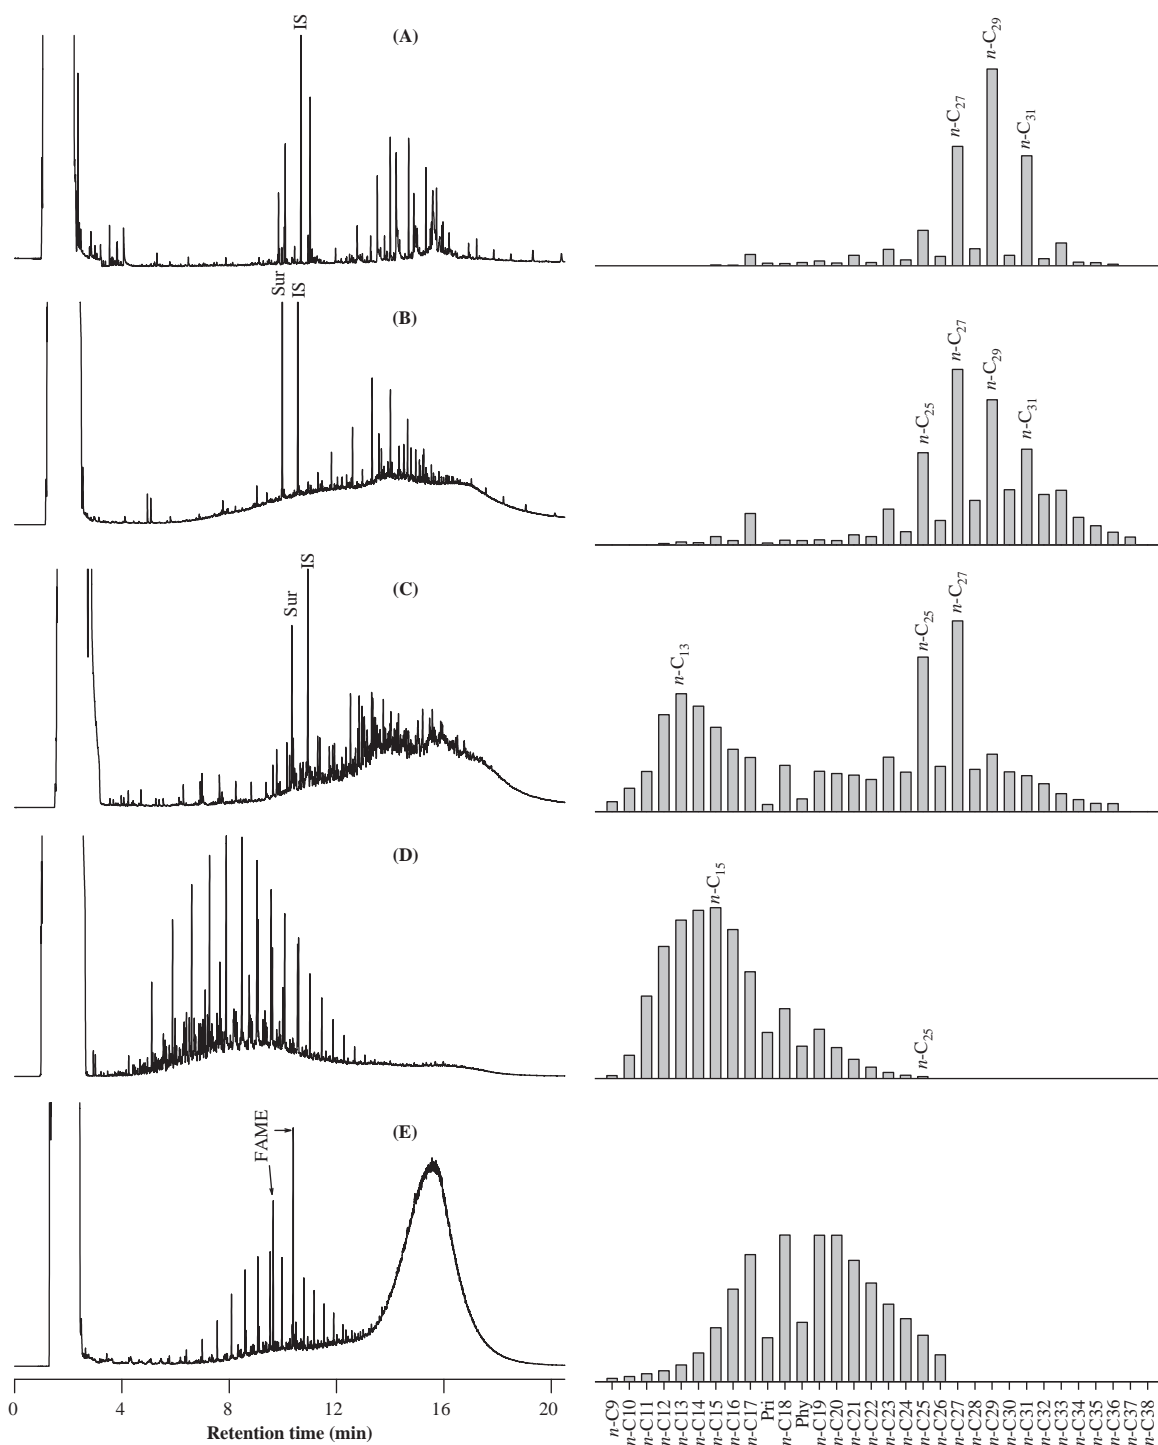 IS
(A)
n-C27
n-C29
n-C31
Sur
IS
(B)
n-C25
n-C27
n-C29
n-C31
Sur
IS
(C)
n-C13
n-C25
n-C27
(D)
n-C15
n-C25
FAME
(E)
0 4 8 12 16 20
Retention time (min)
n-C9
n-C10
n-C11
n-C12
n-C13
n-C14
n-C15
n-C16
n-C17
Pri
n-C18
Phy
n-C19
n-C20
n-C21
n-C22
n-C23
n-C24
n-C25
n-C26
n-C27
n-C28
n-C29
n-C30
n-C31
n-C32
n-C33
n-C34
n-C35
n-C36
n-C37
n-C38